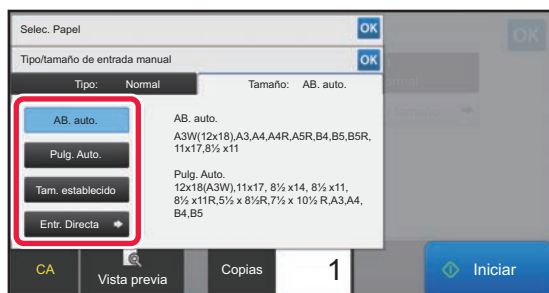 Selec. Papel
OK
OK
Tipo/tamaño de entrada manual
OK
Tipo: Normal
Tamaño: AB. auto.
AB. auto.
Pulg. Auto.
Tam. establecido
Entr. Directa
AB. auto.
A3W(12x18),A3,A4,A4R,A5R,B4,B5,B5R,
11x17,8½ x11
Pulg. Auto.
12x18(A3W),11x17, 8½ x14, 8½ x11,
8½ x11R,5½ x 8½R,7½ x 10½ R,A3,A4,
B4,B5
CA
Vista previa
Copias
1
Iniciar